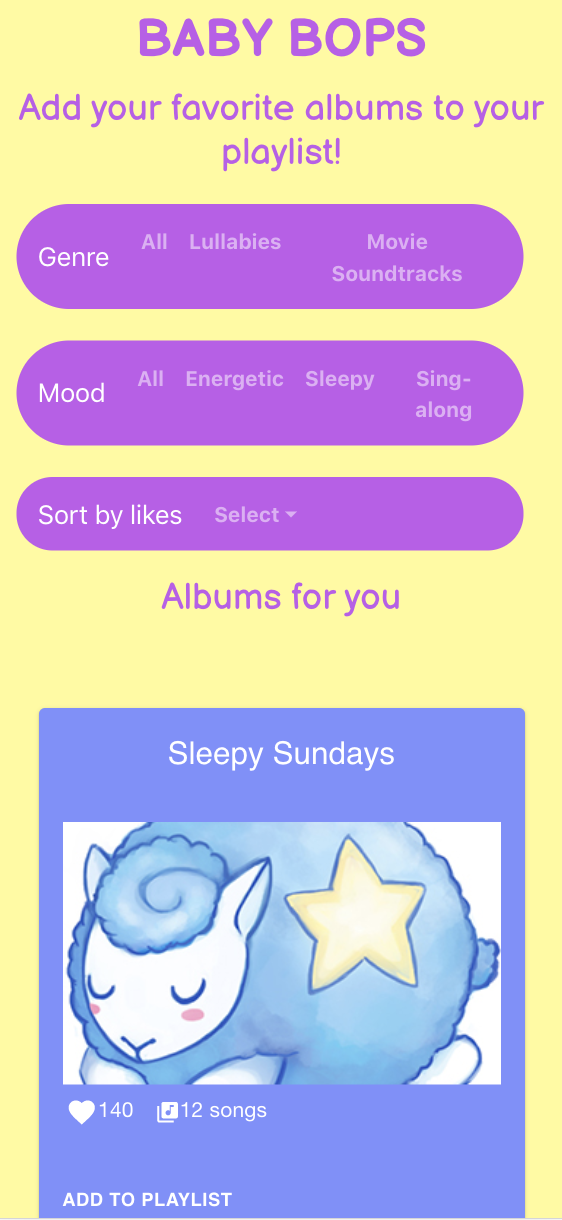 BABY BOPS
Add your favorite albums to your
playlist!
Genre All Lullabies Movie
Soundtracks
Mood All Energetic Sleepy Sing-
along
Sort by likes Select
Albums for you
Sleepy Sundays
140 12 songs
ADD TO PLAYLIST